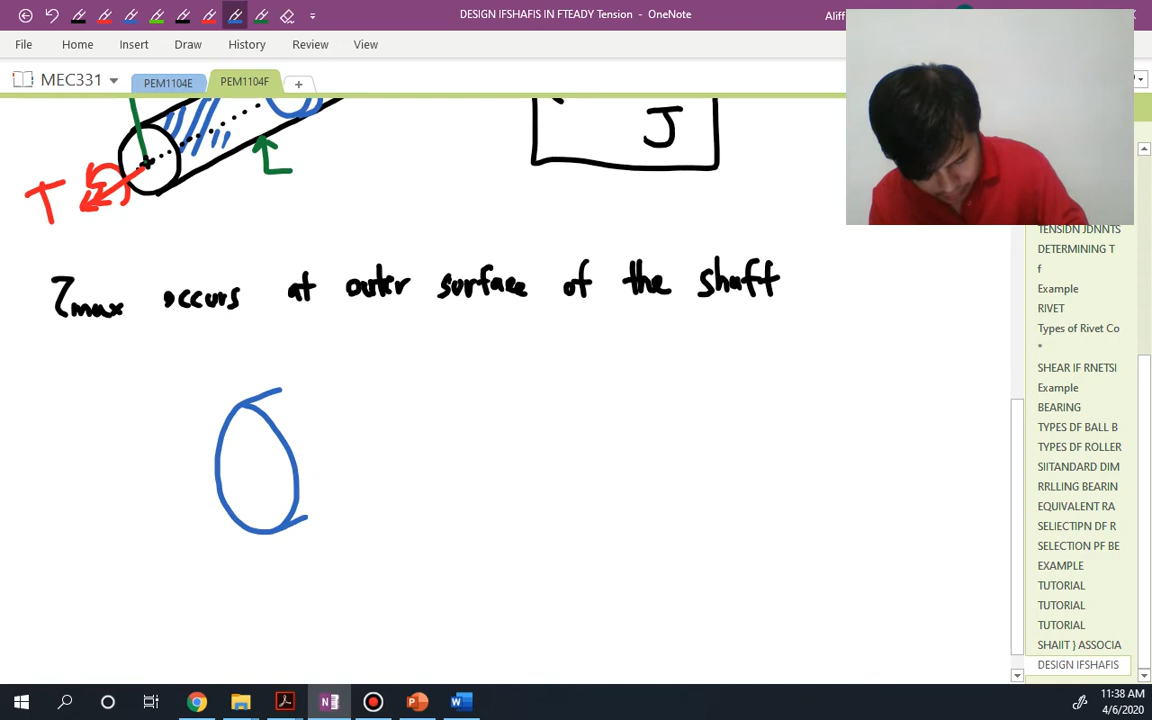 DESIGN IFSHAFIS IN FTEADY Tension - OneNote
Aliff
File Home Insert Draw History Review View
MEC331
PEM1104E
PEM1104F
J
L
T
τmax occurs at outer surface of the shaft
TENSIDN JDNNTS
DETERMINING T
f
Example
RIVET
Types of Rivet Co
*
SHEAR IF RNETSI
Example
BEARING
TYPES DF BALL B
TYPES DF ROLLER
SIITANDARD DIM
RRLLING BEARIN
EQUIVALENT RA
SELIECTIPN DF R
SELECTION PF BE
EXAMPLE
TUTORIAL
TUTORIAL
TUTORIAL
SHAIIT } ASSOCIA
DESIGN IFSHAFIS
11:38 AM
4/6/2020